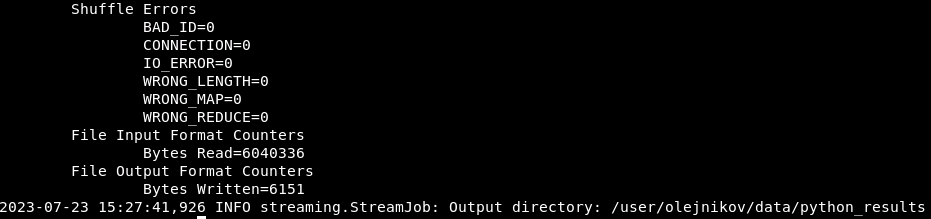 Shuffle Errors
BAD_ID=0
CONNECTION=0
IO_ERROR=0
WRONG_LENGTH=0
WRONG_MAP=0
WRONG_REDUCE=0
File Input Format Counters
Bytes Read=6040336
File Output Format Counters
Bytes Written=6151
2023-07-23 15:27:41,926 INFO streaming.StreamJob: Output directory: /user/olejnikov/data/python_results